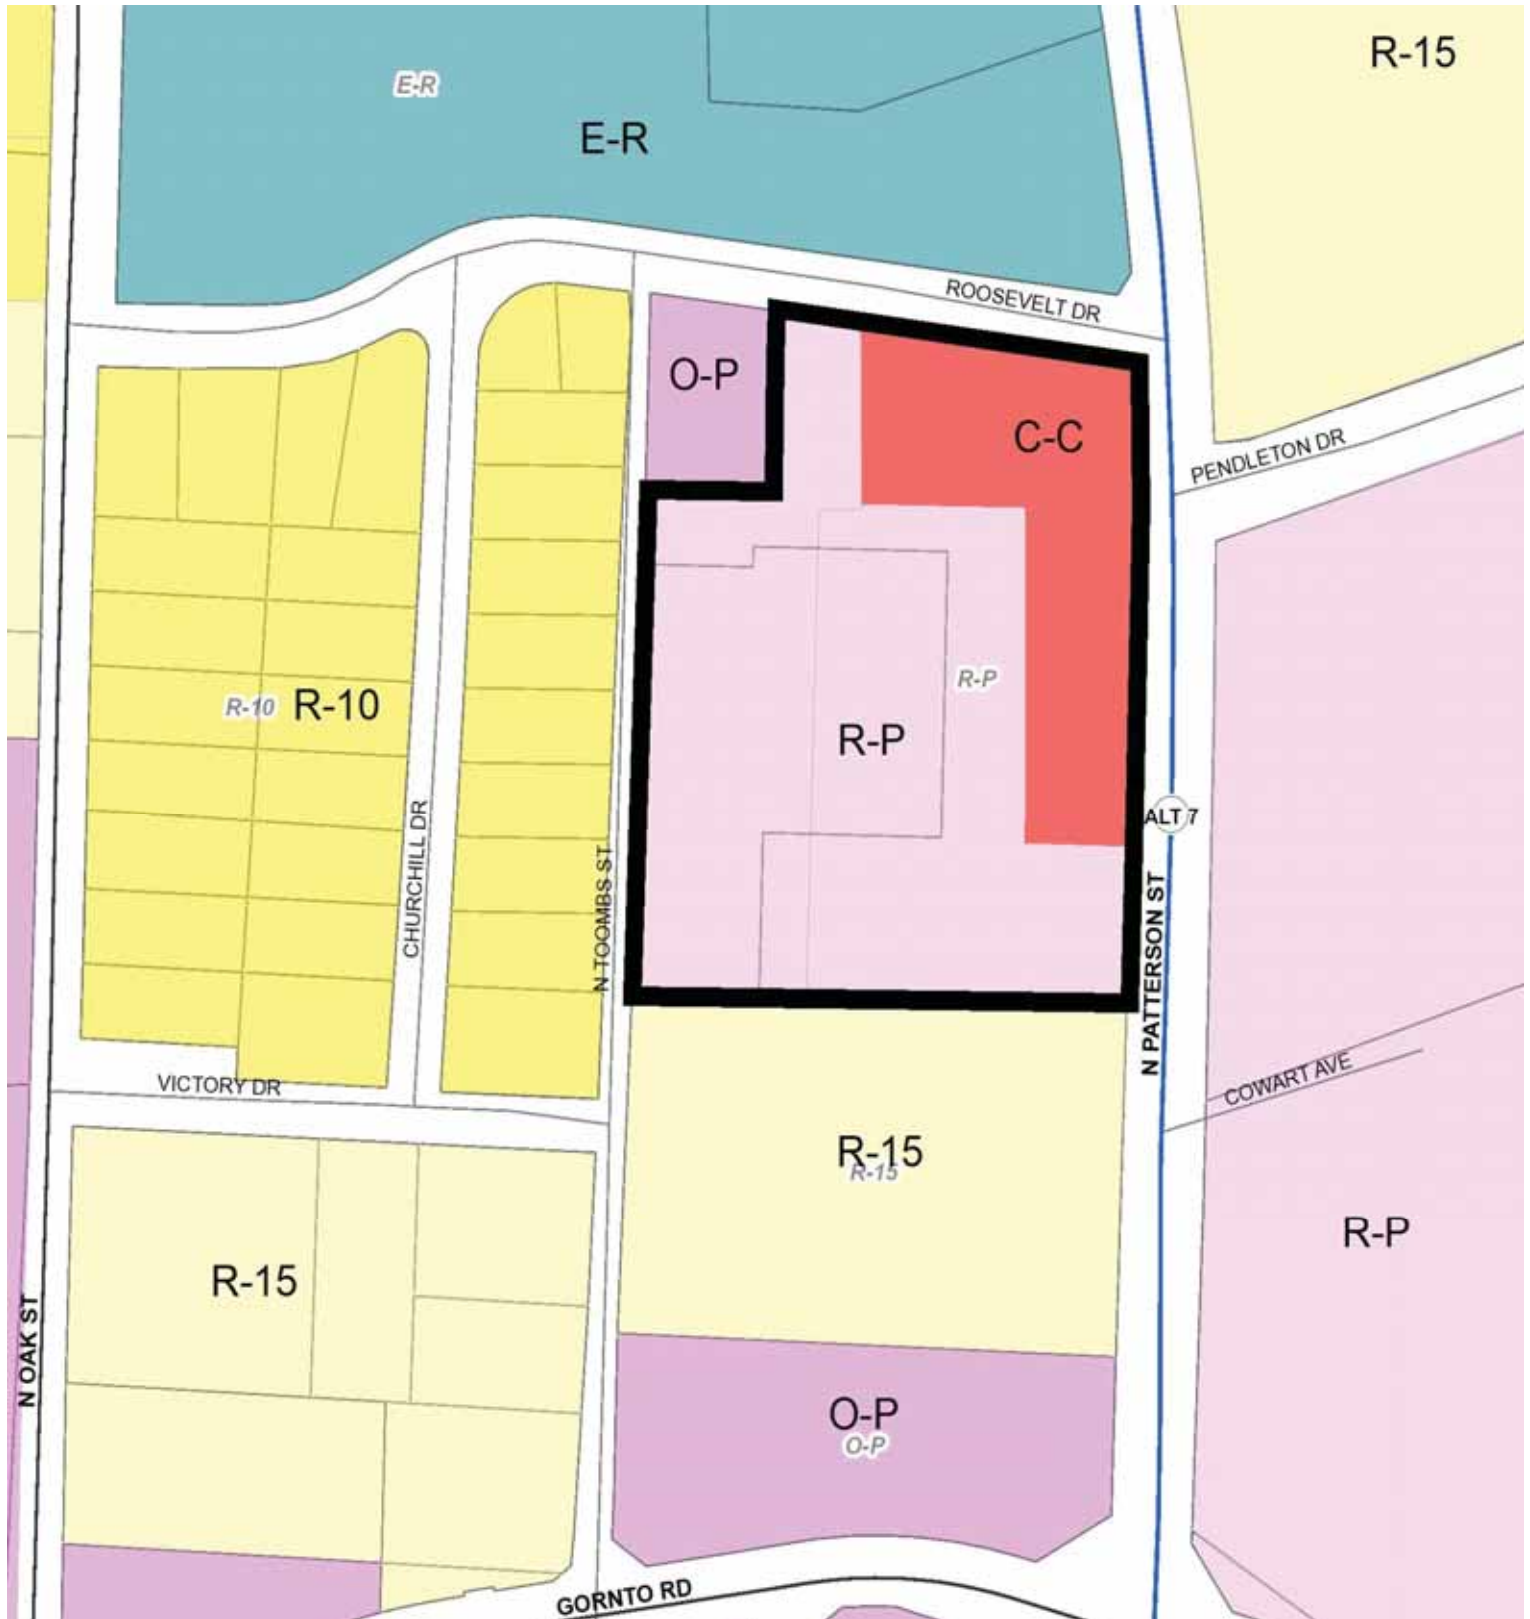 R-15
E-R
E-R
ROOSEVELT DR
O-P
C-C
PENDLETON DR
R-P
R-10
R-10
R-P
ALT 7
CHURCHILL DR
N TOOMBS ST
N PATTERSON ST
VICTORY DR
COWART AVE
R-15
R-15
R-P
R-15
N OAK ST
O-P
O-P
GORNTO RD